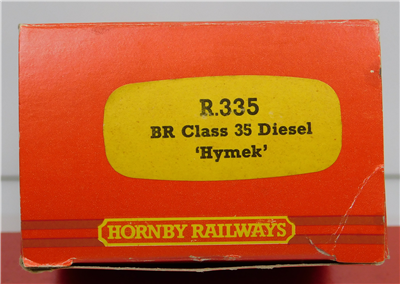 R.335
BR Class 35 Diesel
‘Hymek’
HORNBY RAILWAYS